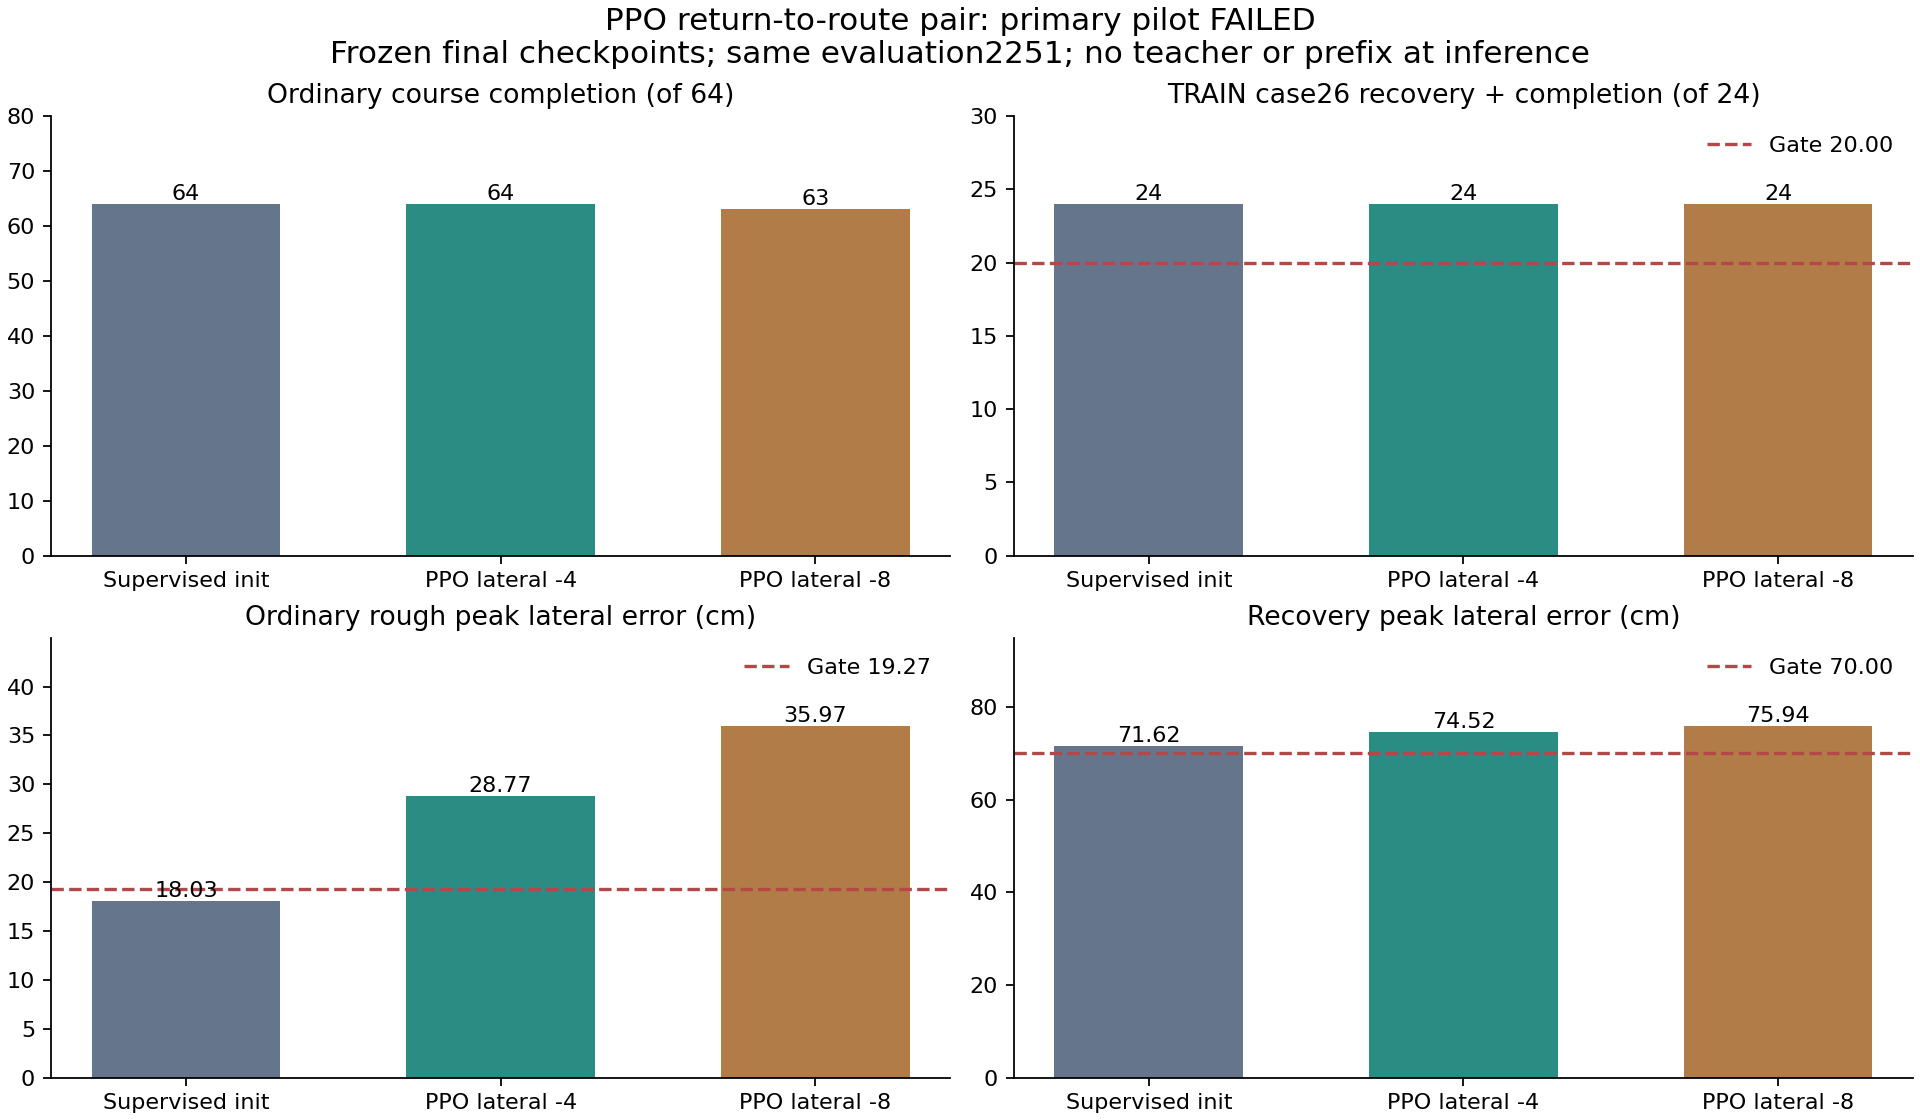 PPO return-to-route pair: primary pilot FAILED
Frozen final checkpoints; same evaluation2251; no teacher or prefix at inference
Ordinary course completion (of 64)
80
70
60
50
40
30
20
10
0
64
64
63
Supervised init
PPO lateral -4
PPO lateral -8
TRAIN case26 recovery + completion (of 24)
30
25
20
15
10
5
0
Gate 20.00
24
24
24
Supervised init
PPO lateral -4
PPO lateral -8
Ordinary rough peak lateral error (cm)
40
35
30
25
20
15
10
5
0
Gate 19.27
18.03
28.77
35.97
Supervised init
PPO lateral -4
PPO lateral -8
Recovery peak lateral error (cm)
80
60
40
20
0
Gate 70.00
71.62
74.52
75.94
Supervised init
PPO lateral -4
PPO lateral -8